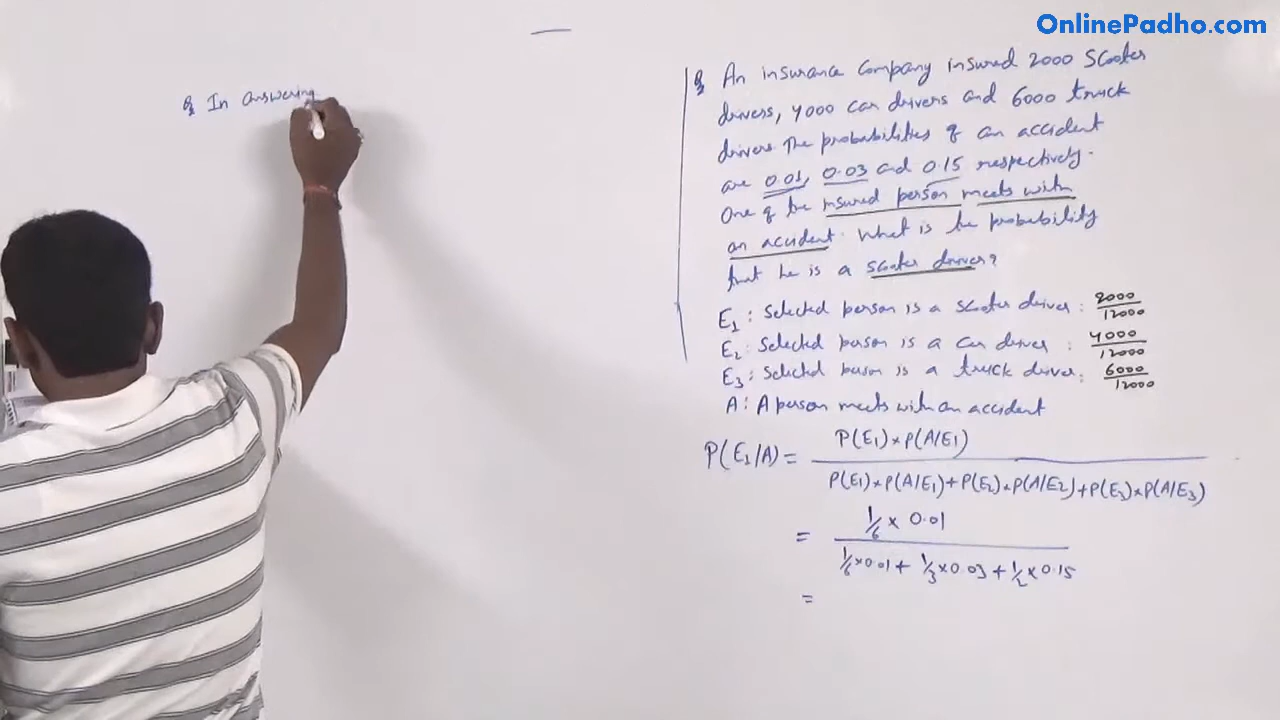 OnlinePadho.com
Q In answering
Q An insurance company insured 2000 Scooter
drivers, 4000 car drivers and 6000 truck
drivers The probabilities of an accident
are 0.01, 0.03 and 0.15 respectively.
One of the insured person meets with
an accident. What is the probability
that he is a scooter driver?
E1 : Selected person is a scooter driver : 2000/12000
E2 : Selected person is a car driver : 4000/12000
E3 : Selected person is a truck driver : 6000/12000
A : A person meets with an accident
P(E1/A) = P(E1) × P(A/E1)
P(E1) × P(A/E1) + P(E2) × P(A/E2) + P(E3) × P(A/E3)
= 1/6 × 0.01
1/6 × 0.01 + 1/3 × 0.03 + 1/2 × 0.15
=